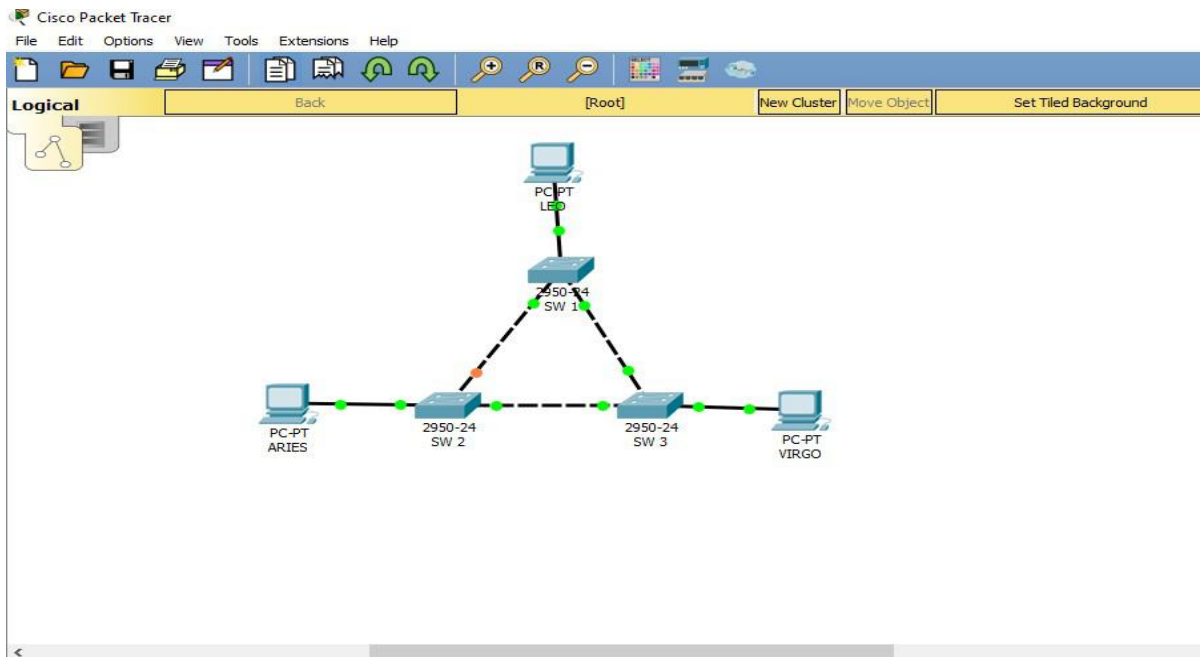 Cisco Packet Tracer
File Edit Options View Tools Extensions Help
Logical Back [Root] New Cluster Move Object Set Tiled Background
PC-PT
LEO
2950-24
SW 1
PC-PT
ARIES
2950-24
SW 2
2950-24
SW 3
PC-PT
VIRGO